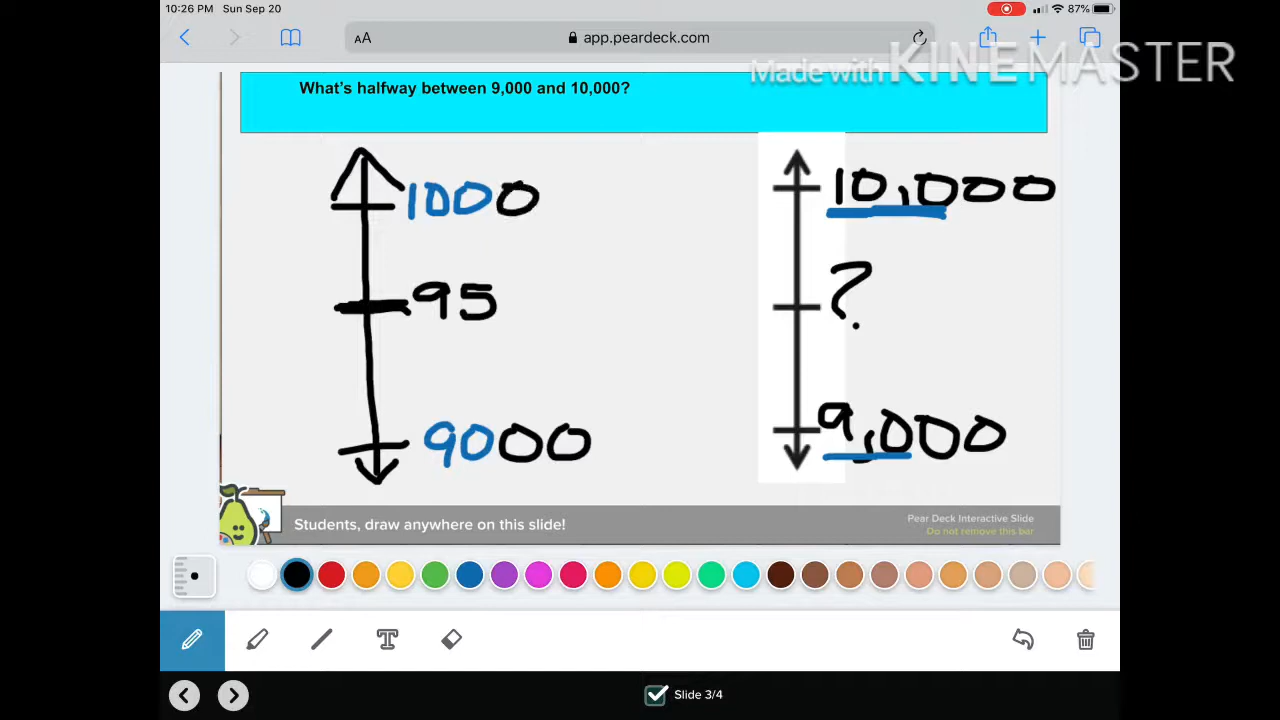 10:26 PM Sun Sep 20 87%
AA app.peardeck.com
Made with KINEMASTER
What's halfway between 9,000 and 10,000?
1000
95
9000
10,000
?
9,000
Students, draw anywhere on this slide!
Pear Deck Interactive Slide
Do not remove this bar
T
Slide 3/4